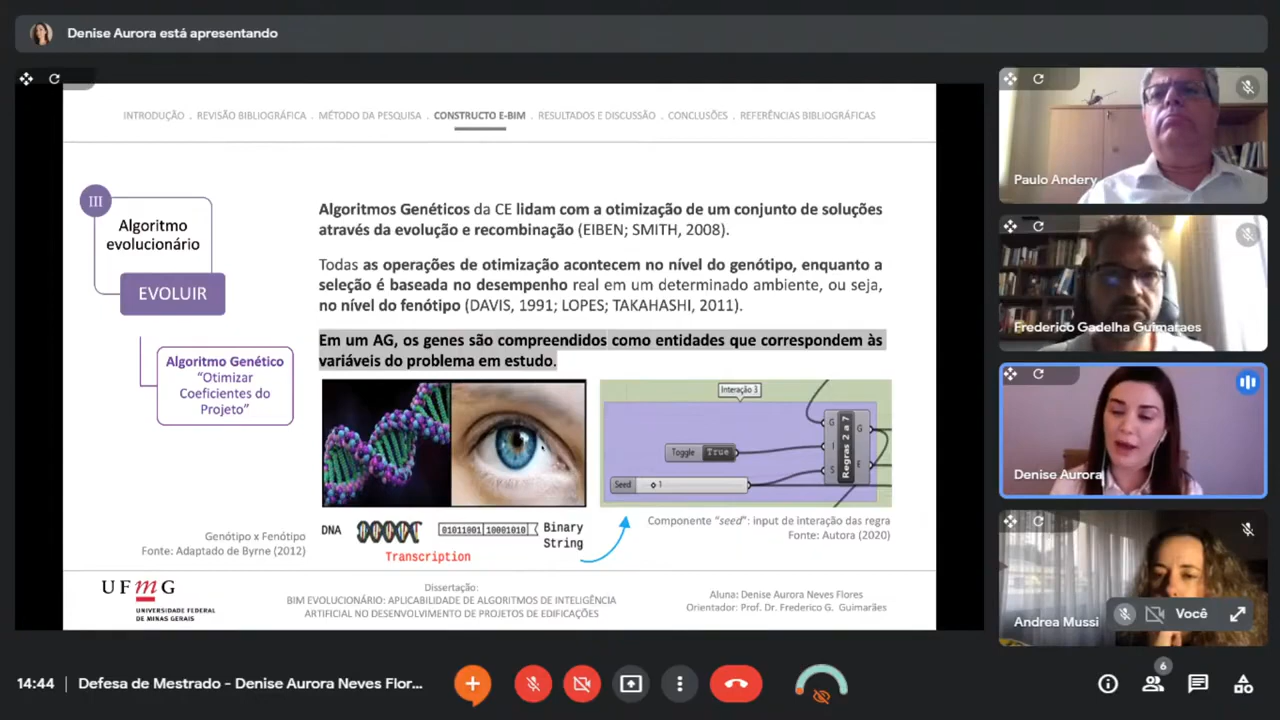 Denise Aurora está apresentando
INTRODUÇÃO . REVISÃO BIBLIOGRÁFICA . MÉTODO DA PESQUISA . CONSTRUCTO E-BIM . RESULTADOS E DISCUSSÃO . CONCLUSÕES . REFERÊNCIAS BIBLIOGRÁFICAS
III
Algoritmo
evolucionário
EVOLUIR
Algoritmo Genético
“Otimizar
Coeficientes do
Projeto”
Algoritmos Genéticos da CE lidam com a otimização de um conjunto de soluções
através da evolução e recombinação (EIBEN; SMITH, 2008).
Todas as operações de otimização acontecem no nível do genótipo, enquanto a
seleção é baseada no desempenho real em um determinado ambiente, ou seja,
no nível do fenótipo (DAVIS, 1991; LOPES; TAKAHASHI, 2011).
Em um AG, os genes são compreendidos como entidades que correspondem às
variáveis do problema em estudo.
Interação 3
Toggle True
Seed 1
G
I
S
Regras 2 a 7
G
E
Genótipo x Fenótipo
Fonte: Adaptado de Byrne (2012)
DNA
01011001 10001010
Binary
String
Transcription
Componente “seed”: input de interação das regra
Fonte: Autora (2020)
UFMG
UNIVERSIDADE FEDERAL
DE MINAS GERAIS
Dissertação:
BIM EVOLUCIONÁRIO: APLICABILIDADE DE ALGORITMOS DE INTELIGÊNCIA
ARTIFICIAL NO DESENVOLVIMENTO DE PROJETOS DE EDIFICAÇÕES
Aluna: Denise Aurora Neves Flores
Orientador: Prof. Dr. Frederico G. Guimarães
Paulo Andery
Frederico Gadelha Guimaraes
Denise Aurora
Andrea Mussi
Você
14:44 | Defesa de Mestrado - Denise Aurora Neves Flor...
6